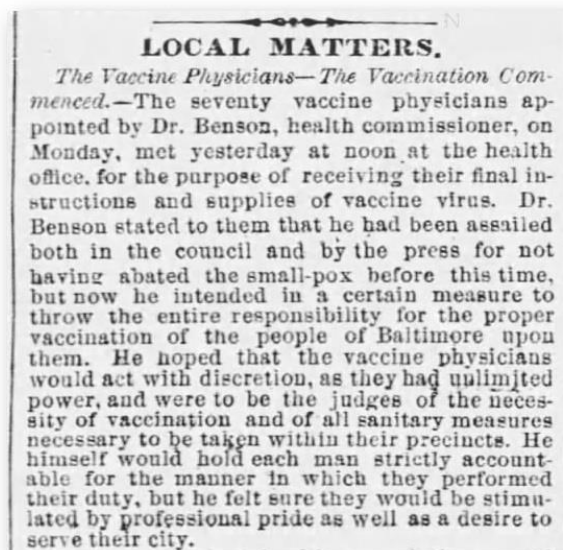 LOCAL MATTERS.
The Vaccine Physicians—The Vaccination Com-
menced.—The seventy vaccine physicians ap-
pointed by Dr. Benson, health commissioner, on
Monday, met yesterday at noon at the health
office, for the purpose of receiving their final in-
structions and supplies of vaccine virus. Dr.
Benson stated to them that he had been assailed
both in the council and by the press for not
having abated the small-pox before this time,
but now he intended in a certain measure to
throw the entire responsibility for the proper
vaccination of the people of Baltimore upon
them. He hoped that the vaccine physicians
would act with discretion, as they had unlimited
power, and were to be the judges of the neces-
sity of vaccination and of all sanitary measures
necessary to be taken within their precincts. He
himself would hold each man strictly account-
able for the manner in which they performed
their duty, but he felt sure they would be stimu-
lated by professional pride as well as a desire to
serve their city.